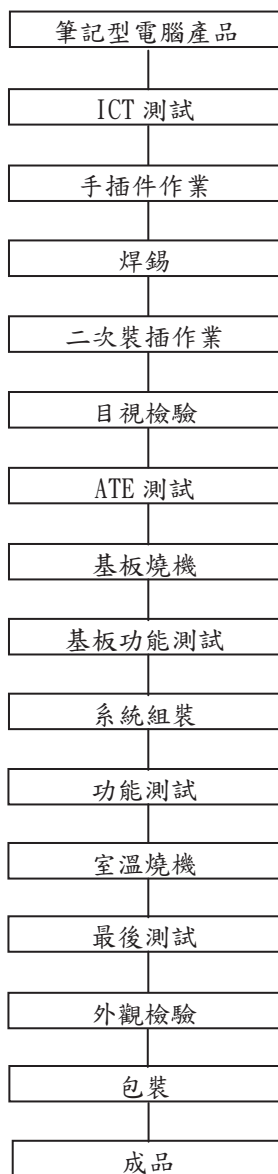 筆記型電腦產品
ICT 測試
手插件作業
焊錫
二次裝插作業
目視檢驗
ATE 測試
基板燒機
基板功能測試
系統組裝
功能測試
室溫燒機
最後測試
外觀檢驗
包裝
成品